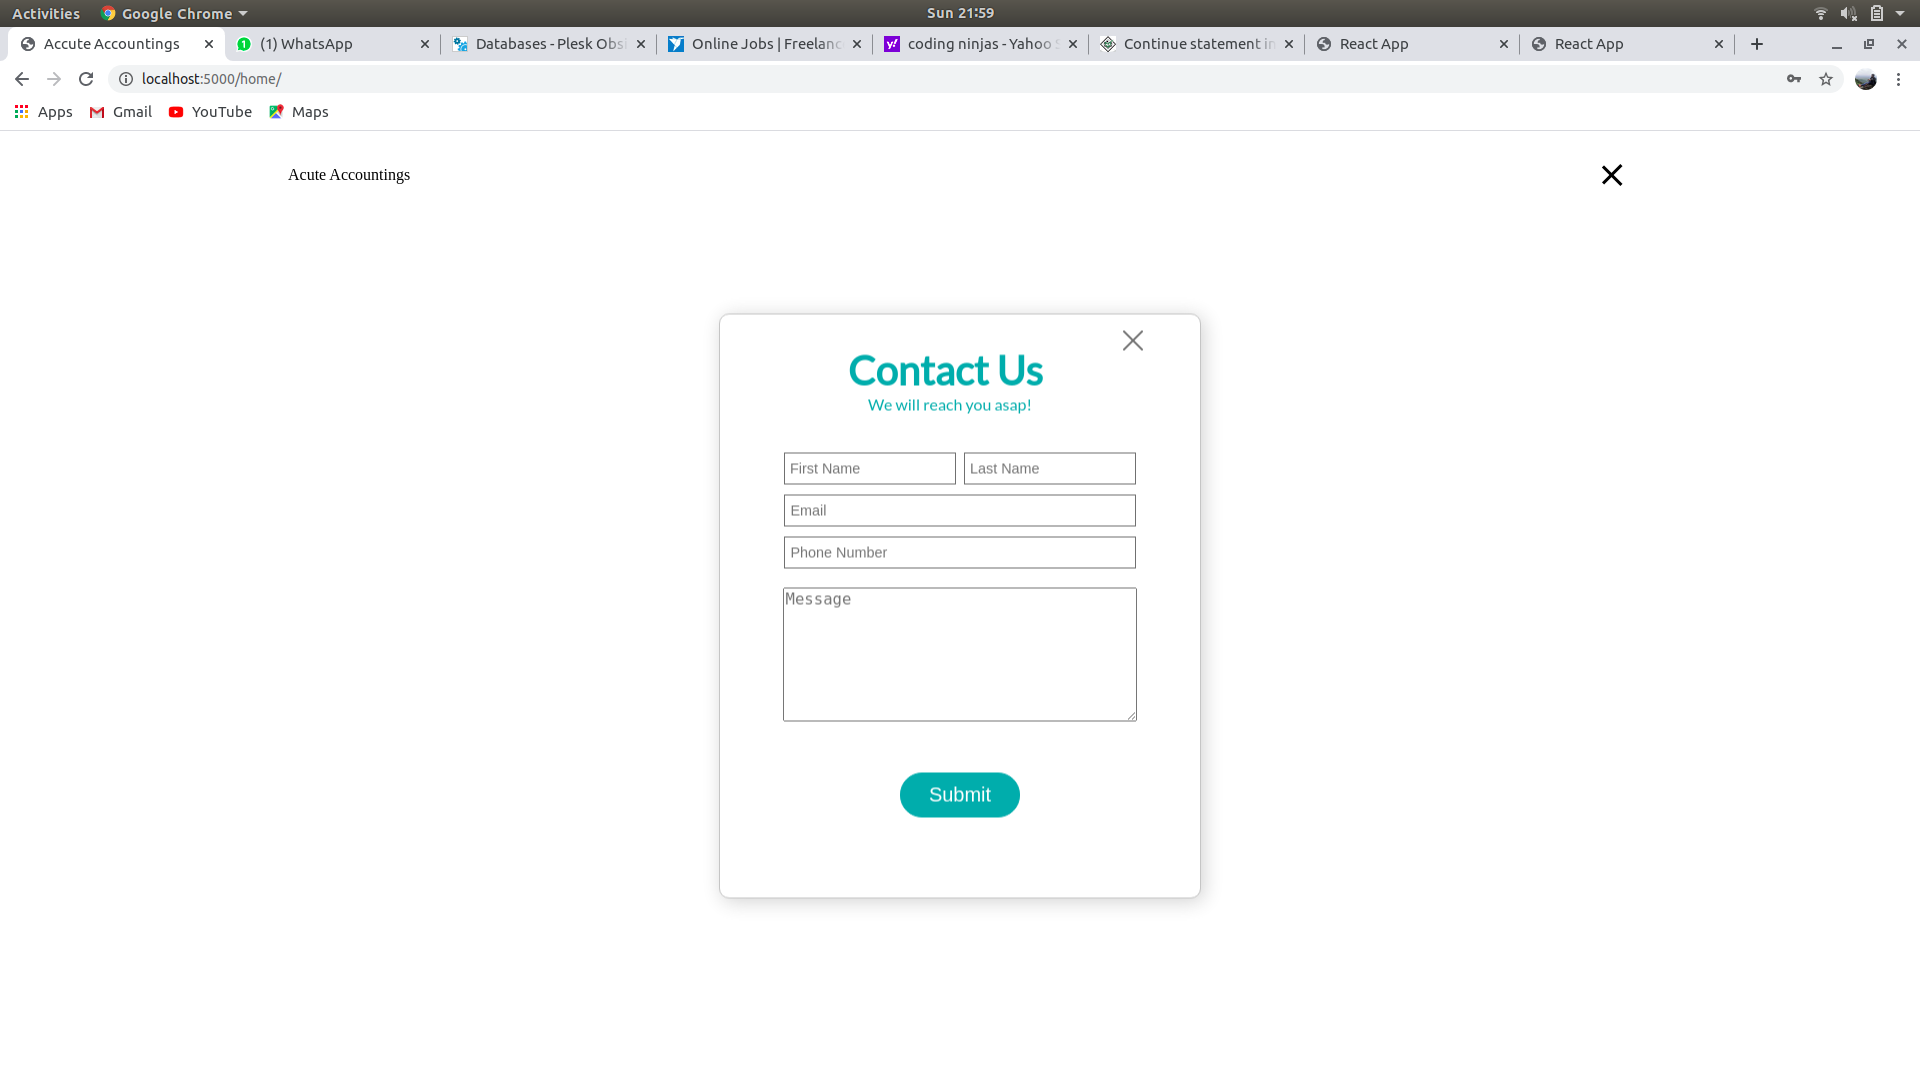 Activities Google Chrome Sun 21:59
Accute Accountings (1) WhatsApp Databases - Plesk Obsi Online Jobs | Freelanc coding ninjas - Yahoo S Continue statement in React App React App
localhost:5000/home/
Apps Gmail YouTube Maps
Acute Accountings
Contact Us
We will reach you asap!
First Name Last Name
Email
Phone Number
Message
Submit